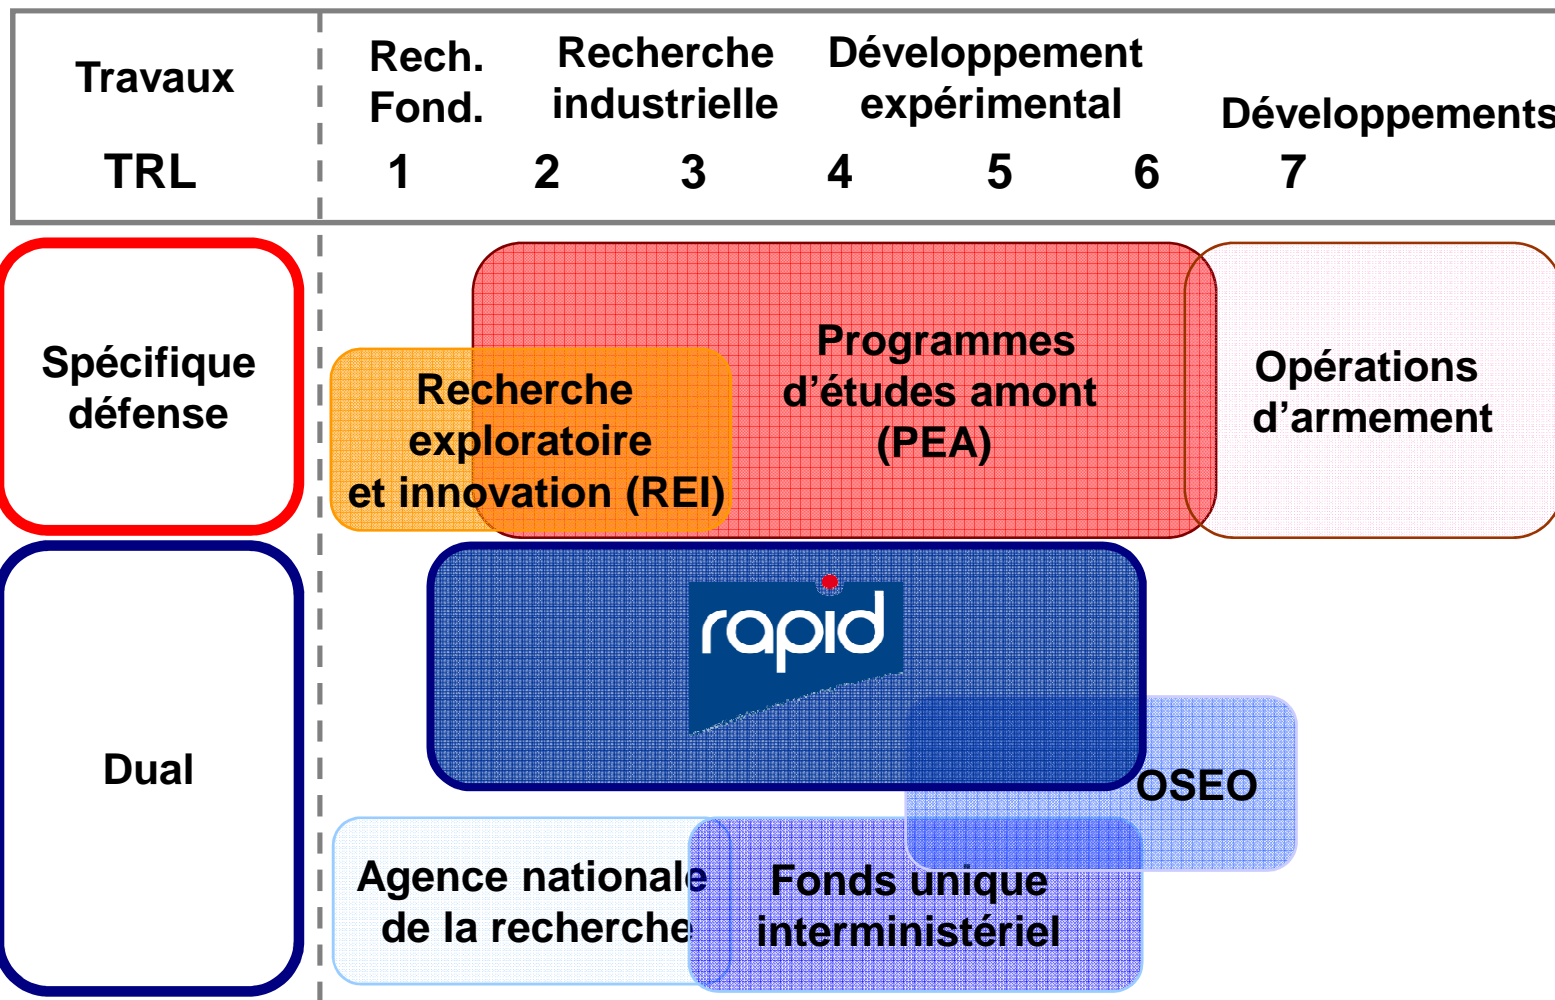 Travaux
Rech.
Fond.
Recherche
industrielle
Développement
expérimental
Développements
TRL 1 2 3 4 5 6 7
Spécifique
défense
Recherche
exploratoire
et innovation (REI)
Programmes
d’études amont
(PEA)
Opérations
d’armement
Dual
rapid
OSEO
Agence nationale
de la recherche
Fonds unique
interministériel